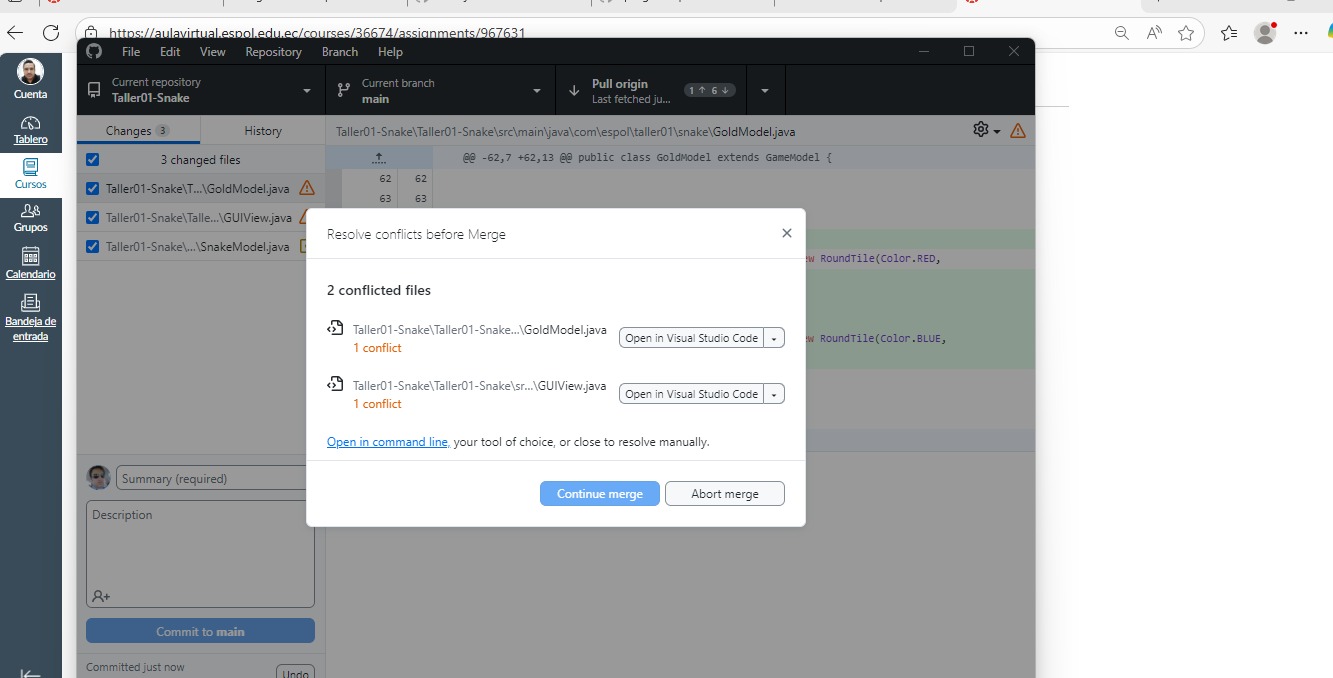 https://aulavirtual.espol.edu.ec/courses/36674/assignments/967631
Cuenta
Tablero
Cursos
Grupos
Calendario
Bandeja de
entrada
File Edit View Repository Branch Help
Current repository
Taller01-Snake
Current branch
main
Pull origin
Last fetched ju...
1 ↑ 6 ↓
Changes 3
History
Taller01-Snake\Taller01-Snake\src\main\java\com\espol\taller01\snake\GoldModel.java
3 changed files
@@ -62,7 +62,13 @@ public class GoldModel extends GameModel {
Taller01-Snake\T...\GoldModel.java
62 62
63 63
Taller01-Snake\Talle...\GUIView.java
Taller01-Snake\...\SnakeModel.java
RoundTile(Color.RED,
RoundTile(Color.BLUE,
Resolve conflicts before Merge
2 conflicted files
Taller01-Snake\Taller01-Snake...\GoldModel.java
1 conflict
Open in Visual Studio Code
Taller01-Snake\Taller01-Snake\sr...\GUIView.java
1 conflict
Open in Visual Studio Code
Open in command line, your tool of choice, or close to resolve manually.
Continue merge
Abort merge
Summary (required)
Description
Commit to main
Committed just now
Undo